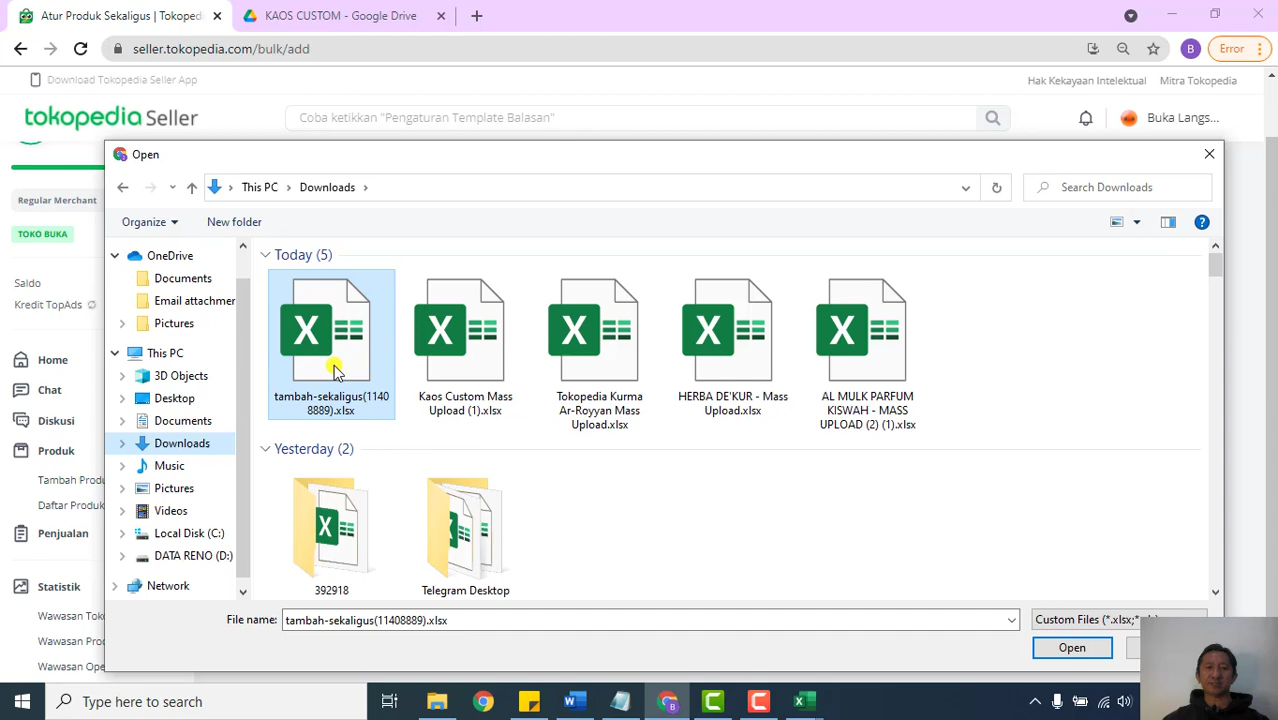 Atur Produk Sekaligus | Tokoped
KAOS CUSTOM - Google Drive
seller.tokopedia.com/bulk/add
B
Error
Download Tokopedia Seller App
Hak Kekayaan Intelektual
Mitra Tokopedia
tokopedia Seller
Coba ketikkan "Pengaturan Template Balasan"
Buka Langs...
Open
This PC
Downloads
Search Downloads
Organize
New folder
Regular Merchant
TOKO BUKA
Saldo
Kredit TopAds
Home
Chat
Diskusi
Produk
Tambah Produ
Daftar Produk
Penjualan
Statistik
Wawasan Tok
Wawasan Pro
Wawasan Ope
OneDrive
Documents
Email attachmer
Pictures
This PC
3D Objects
Desktop
Documents
Downloads
Music
Pictures
Videos
Local Disk (C:)
DATA RENO (D:)
Network
Today (5)
tambah-sekaligus(1140
8889).xlsx
Kaos Custom Mass
Upload (1).xlsx
Tokopedia Kurma
Ar-Royyan Mass
Upload.xlsx
HERBA DE'KUR - Mass
Upload.xlsx
AL MULK PARFUM
KISWAH - MASS
UPLOAD (2) (1).xlsx
Yesterday (2)
392918
Telegram Desktop
File name:
tambah-sekaligus(11408889).xlsx
Custom Files (*.xlsx;*.xls)
Open
Type here to search